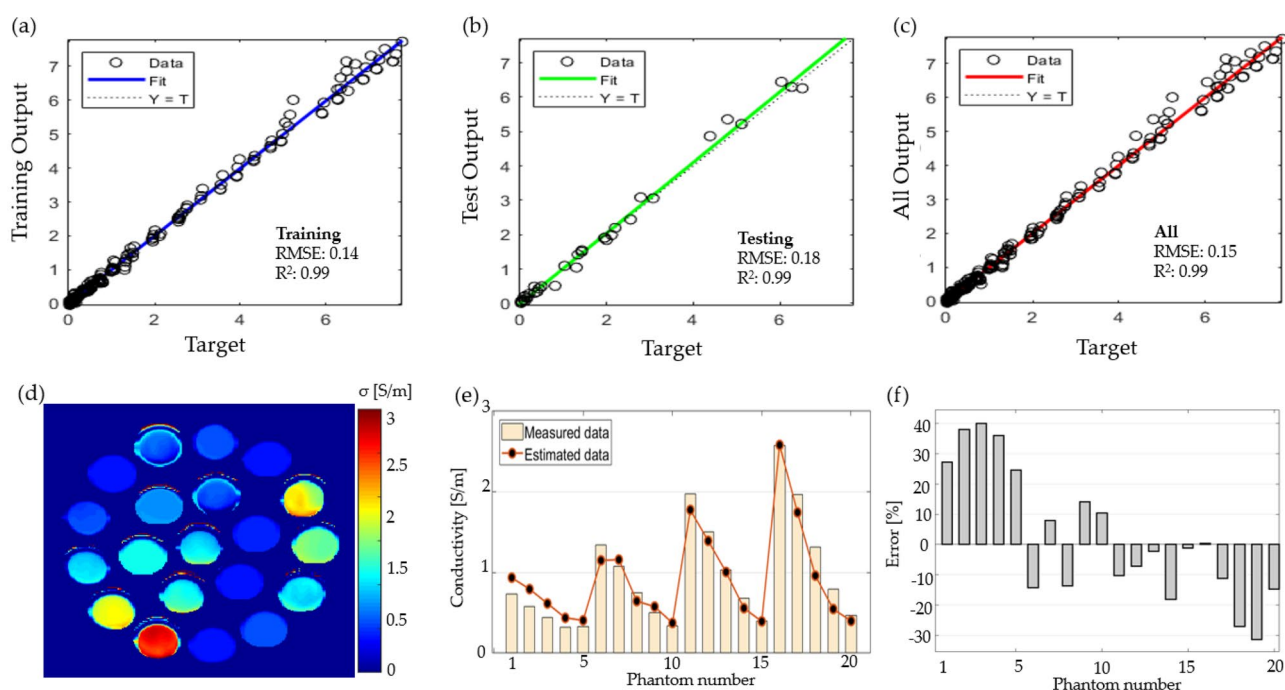 (a)
7
6
5
4
3
2
1
0
0 2 4 6
Training Output
Target
Data
Fit
Y = T
Training
RMSE: 0.14
R²: 0.99
(b)
7
6
5
4
3
2
1
0
0 1 2 3 4 5 6 7
Test Output
Target
Data
Fit
Y = T
Testing
RMSE: 0.18
R²: 0.99
(c)
7
6
5
4
3
2
1
0
0 2 4 6
All Output
Target
Data
Fit
Y = T
All
RMSE: 0.15
R²: 0.99
(d)
σ [S/m]
3
2.5
2
1.5
1
0.5
0
(e)
3
2
1
0
Conductivity [S/m]
Measured data
Estimated data
1 5 10 15 20
Phantom number
(f)
40
30
20
10
0
-10
-20
-30
Error [%]
1 5 10 15 20
Phantom number